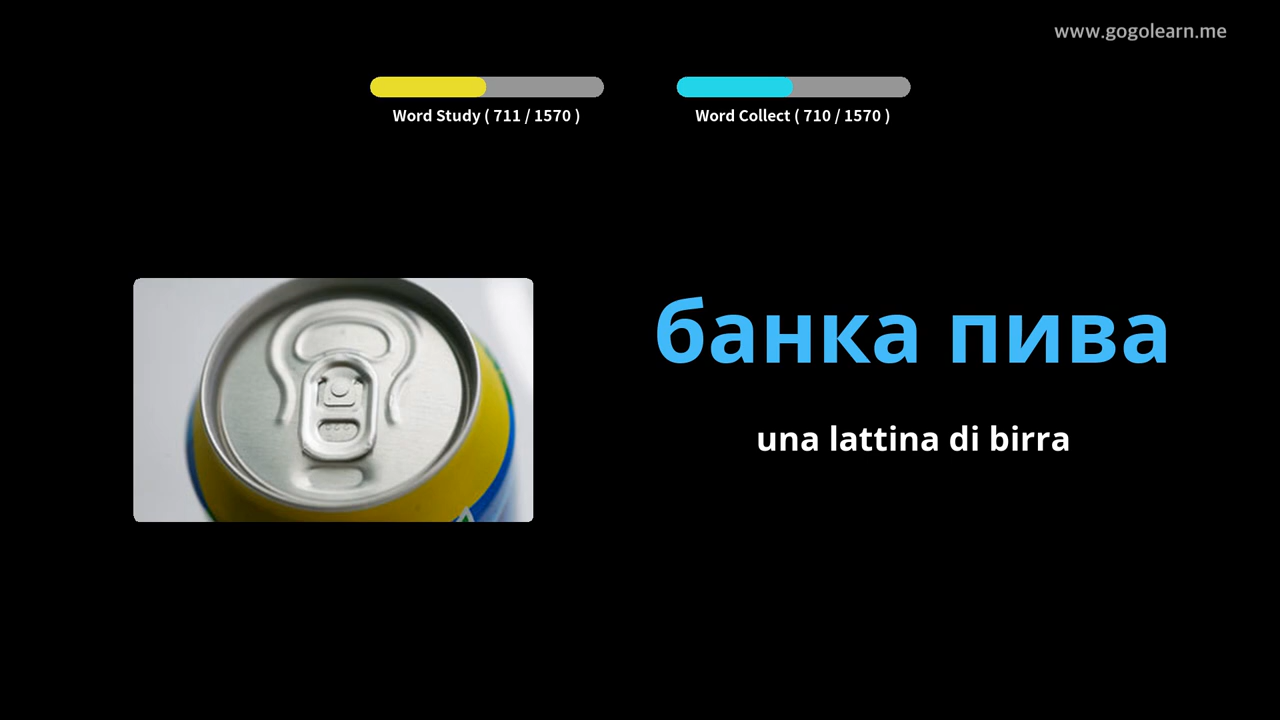 www.gogolearn.me
Word Study ( 711 / 1570 )
Word Collect ( 710 / 1570 )
банка пива
una lattina di birra